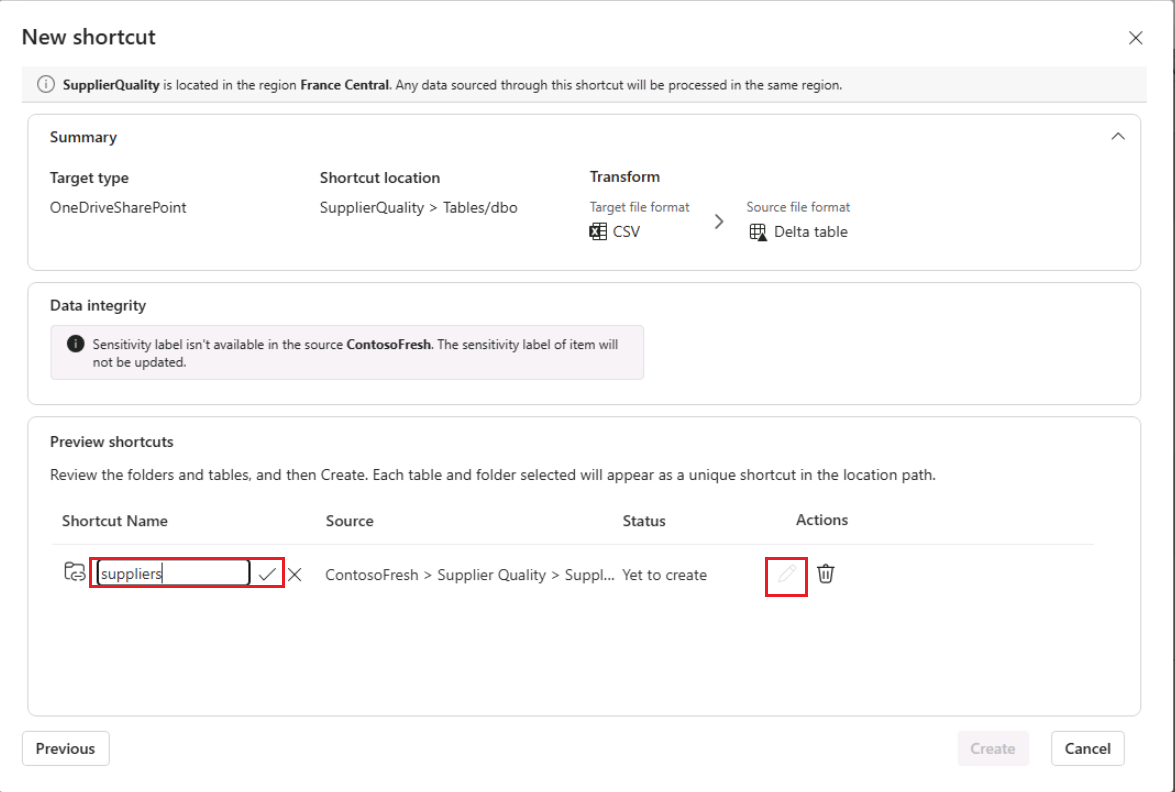 New shortcut
SupplierQuality is located in the region France Central. Any data sourced through this shortcut will be processed in the same region.
Summary
Target type
OneDriveSharePoint
Shortcut location
SupplierQuality > Tables/dbo
Transform
Target file format
CSV
Source file format
Delta table
Data integrity
Sensitivity label isn't available in the source ContosoFresh. The sensitivity label of item will
not be updated.
Preview shortcuts
Review the folders and tables, and then Create. Each table and folder selected will appear as a unique shortcut in the location path.
Shortcut Name Source Status Actions
suppliers ContosoFresh > Supplier Quality > Suppl... Yet to create
Previous Create Cancel